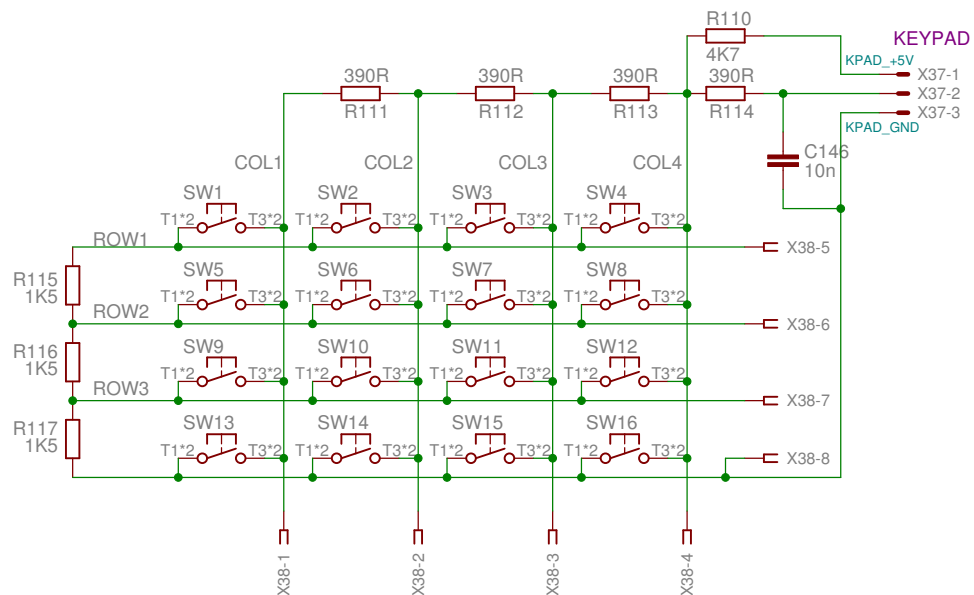 R110
4K7
KEYPAD
KPAD_+5V
X37-1
X37-2
X37-3
KPAD_GND
390R
R111
390R
R112
390R
R113
390R
R114
C146
10n
COL1
COL2
COL3
COL4
SW1
SW2
SW3
SW4
T1*2
T3*2
T1*2
T3*2
T1*2
T3*2
T1*2
T3*2
ROW1
X38-5
R115
1K5
SW5
SW6
SW7
SW8
T1*2
T3*2
T1*2
T3*2
T1*2
T3*2
T1*2
T3*2
ROW2
X38-6
R116
1K5
SW9
SW10
SW11
SW12
T1*2
T3*2
T1*2
T3*2
T1*2
T3*2
T1*2
T3*2
ROW3
X38-7
R117
1K5
SW13
SW14
SW15
SW16
T1*2
T3*2
T1*2
T3*2
T1*2
T3*2
T1*2
T3*2
X38-8
X38-1
X38-2
X38-3
X38-4